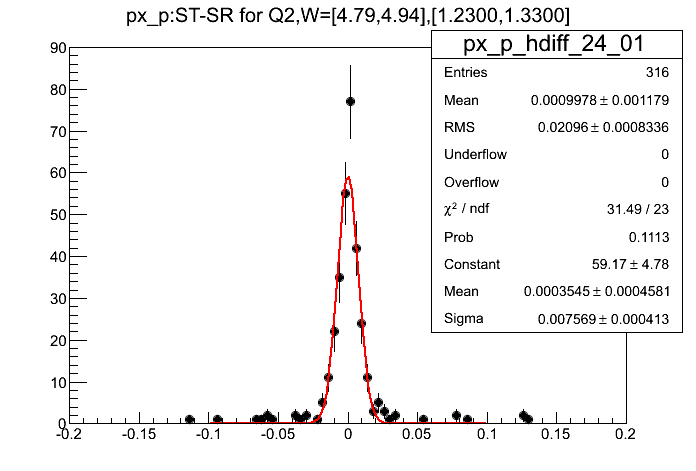 px_p:ST-SR for Q2,W=[4.79,4.94],[1.2300,1.3300]
px_p_hdiff_24_01
Entries 316
Mean 0.0009978 ± 0.001179
RMS 0.02096 ± 0.0008336
Underflow 0
Overflow 0
χ² / ndf 31.49 / 23
Prob 0.1113
Constant 59.17 ± 4.78
Mean 0.0003545 ± 0.0004581
Sigma 0.007569 ± 0.000413
90
80
70
60
50
40
30
20
10
0
-0.2 -0.15 -0.1 -0.05 0 0.05 0.1 0.15 0.2